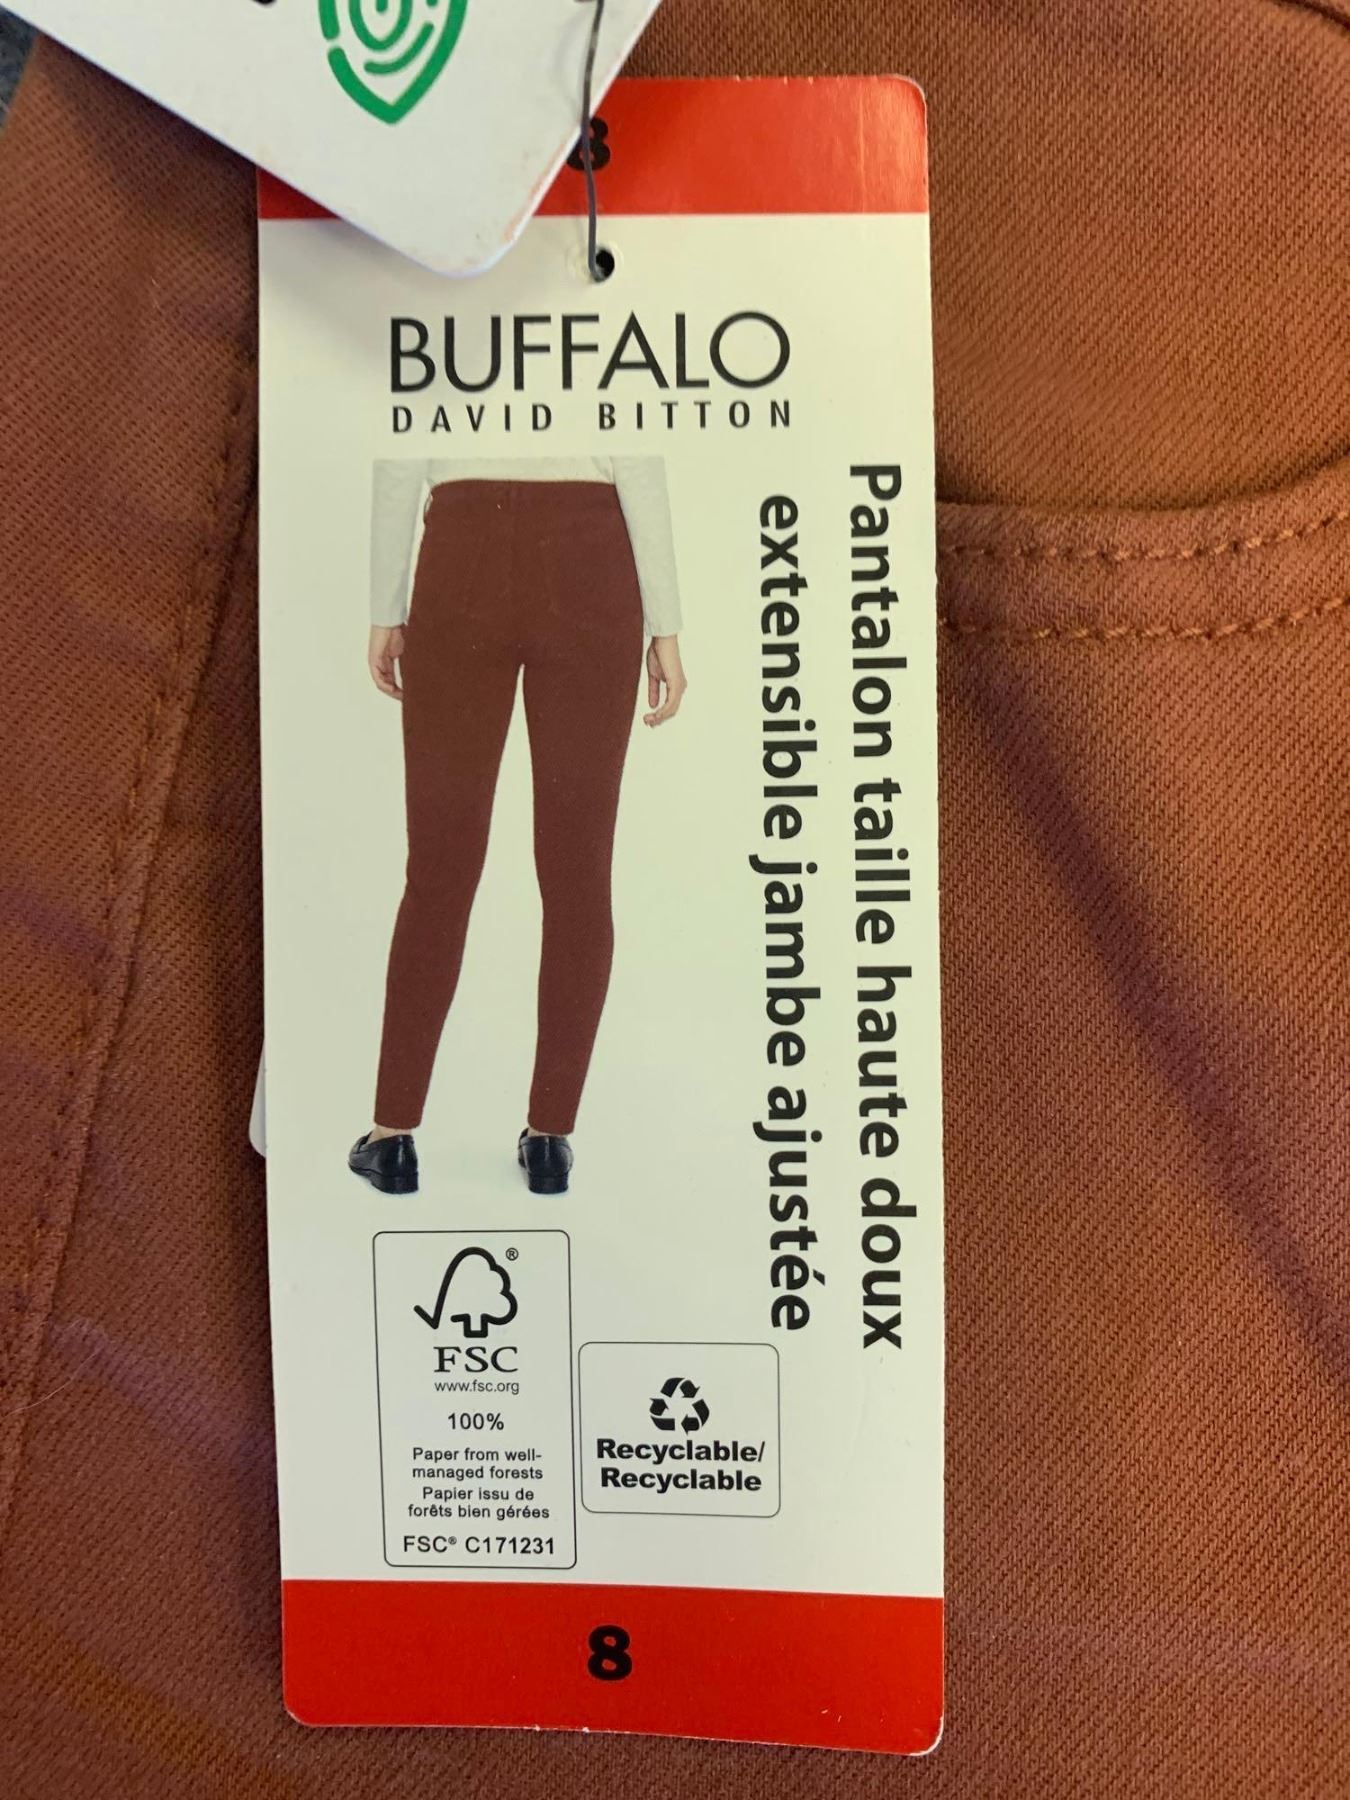 8
BUFFALO
DAVID BITTON
Pantalon taille haute doux
extensible jambe ajustée
®
FSC
www.fsc.org
100%
Paper from well-
managed forests
Papier issu de
forêts bien gérées
FSC® C171231
Recyclable/
Recyclable
8